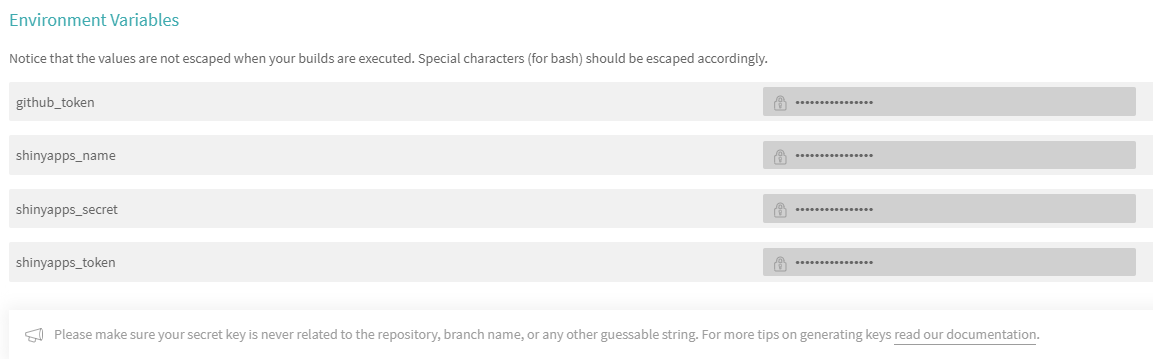 Environment Variables
Notice that the values are not escaped when your builds are executed. Special characters (for bash) should be escaped accordingly.
github_token ••••••••••••••••
shinyapps_name ••••••••••••••••
shinyapps_secret ••••••••••••••••
shinyapps_token ••••••••••••••••
Please make sure your secret key is never related to the repository, branch name, or any other guessable string. For more tips on generating keys read our documentation.